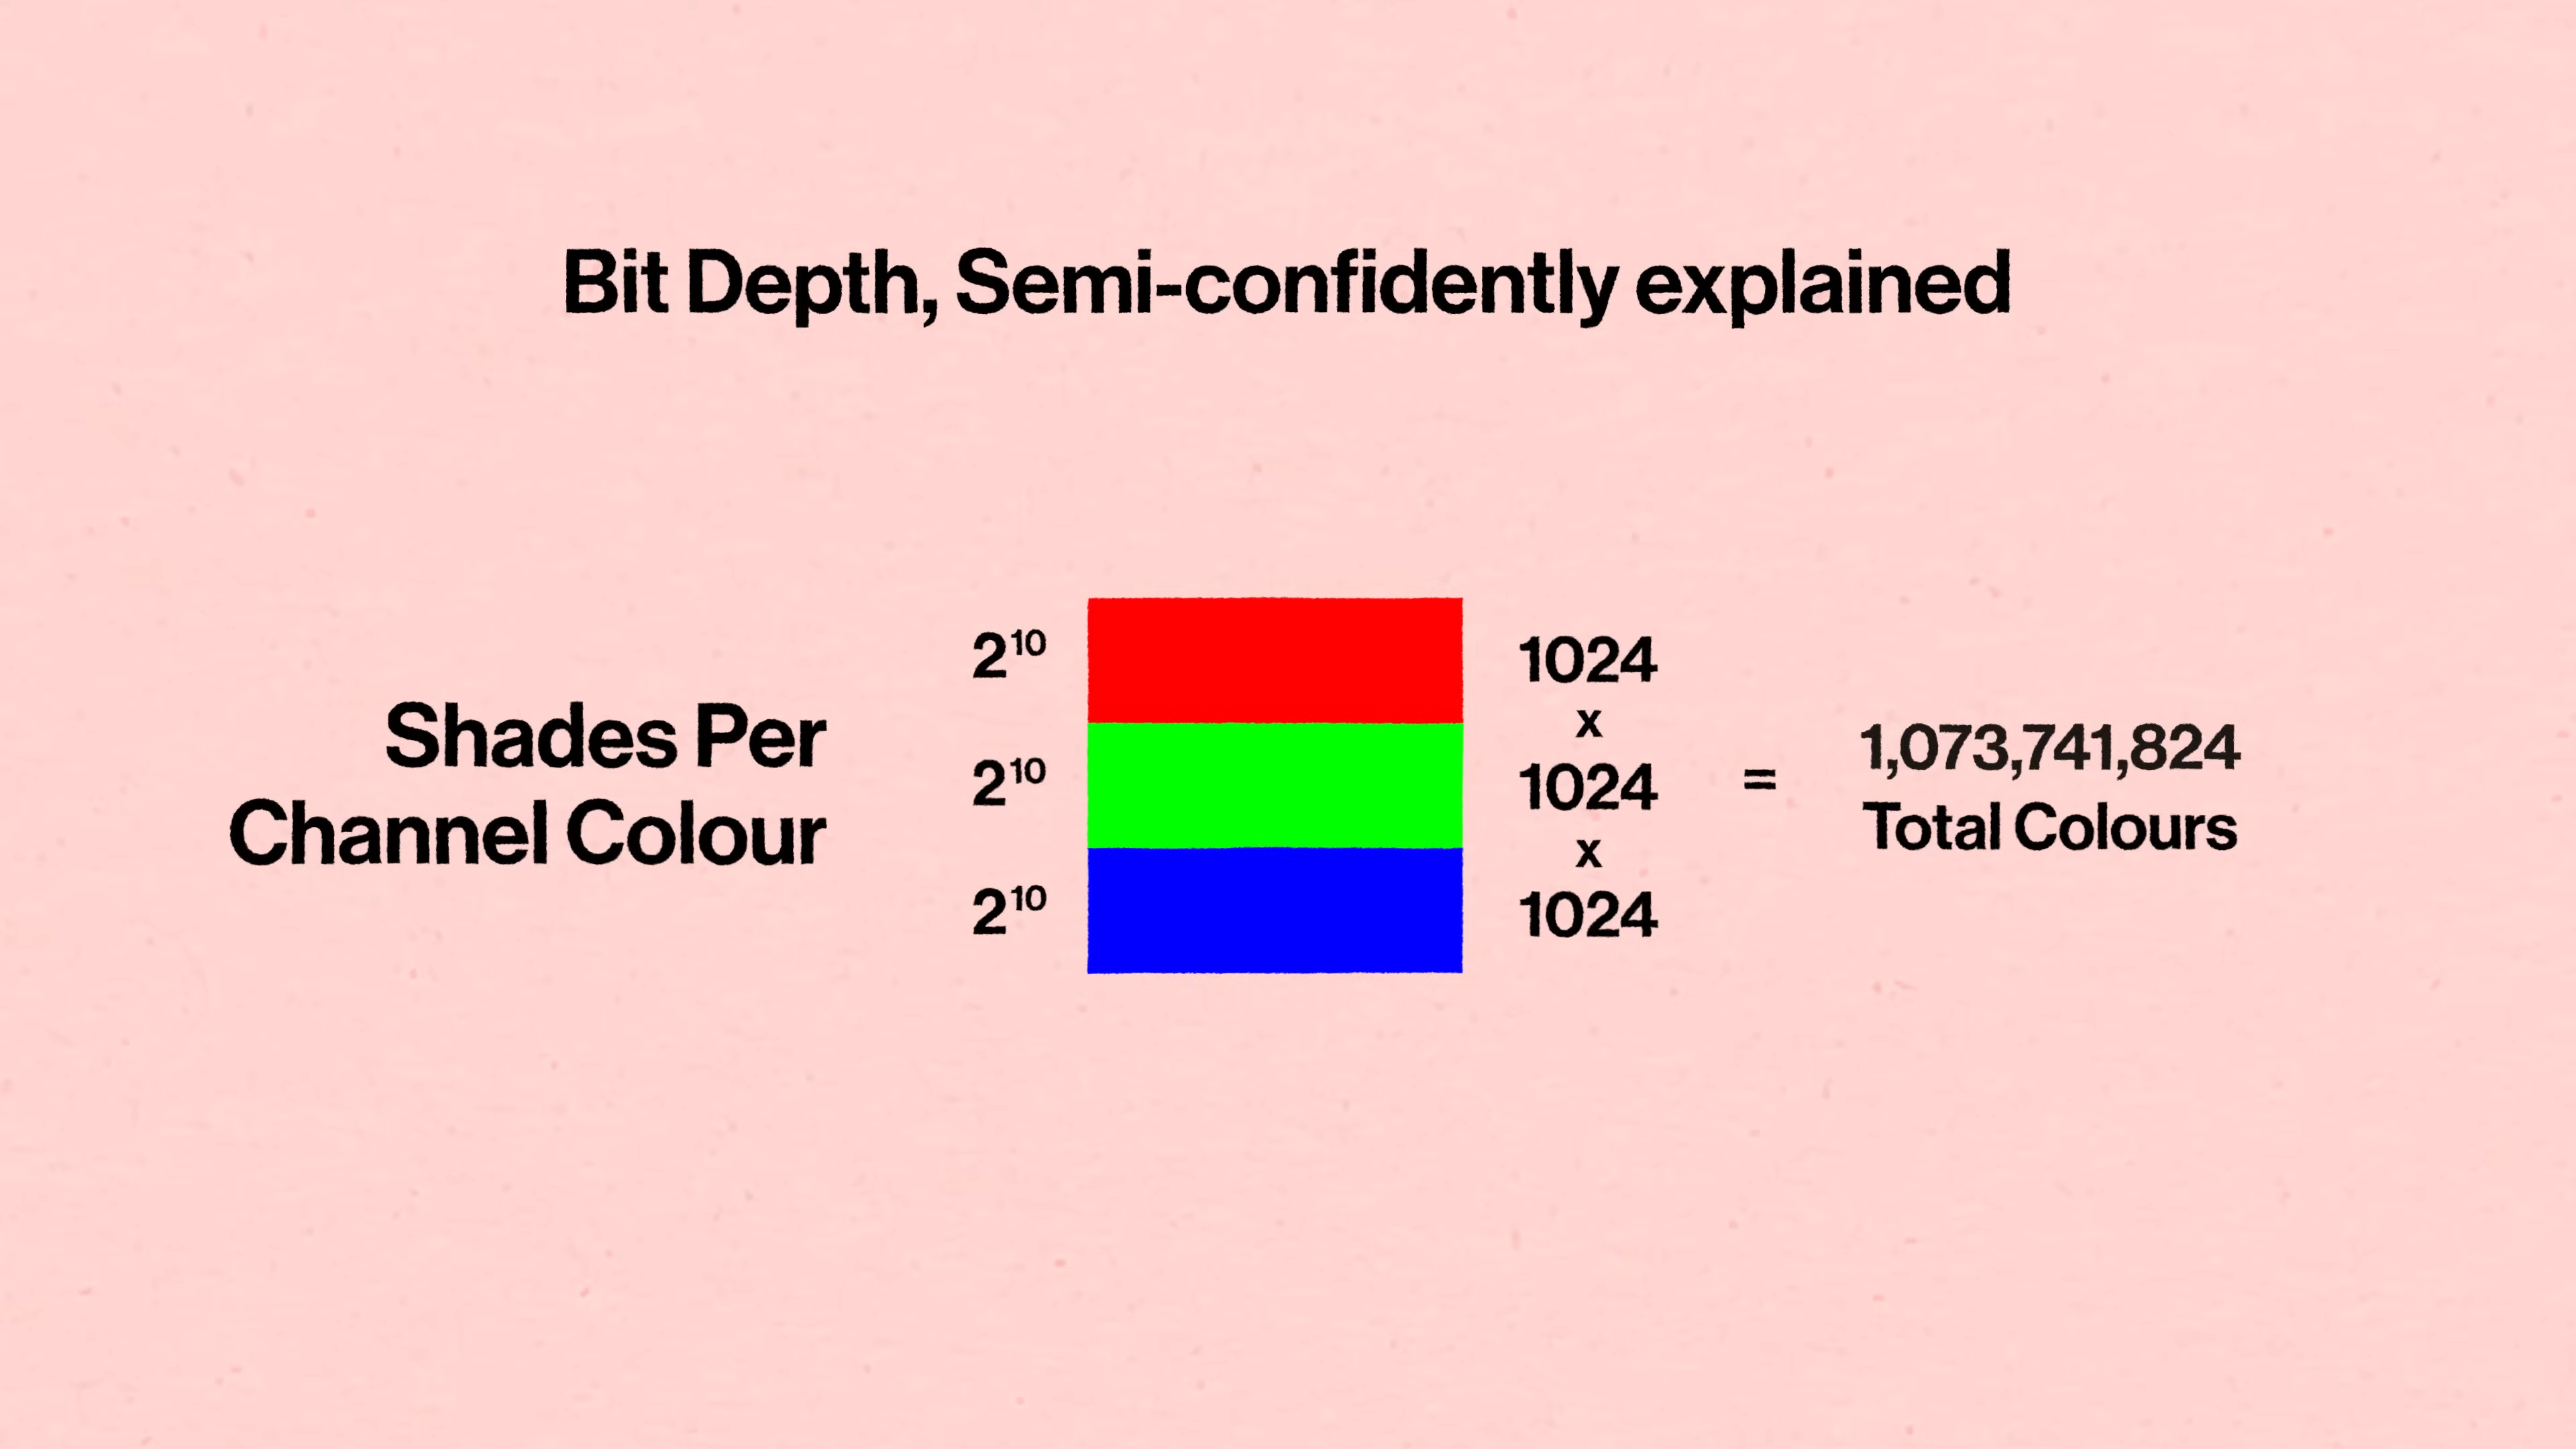 Bit Depth, Semi-confidently explained
Shades Per
Channel Colour
2¹⁰
2¹⁰
2¹⁰
1024
x
1024
x
1024
=
1,073,741,824
Total Colours